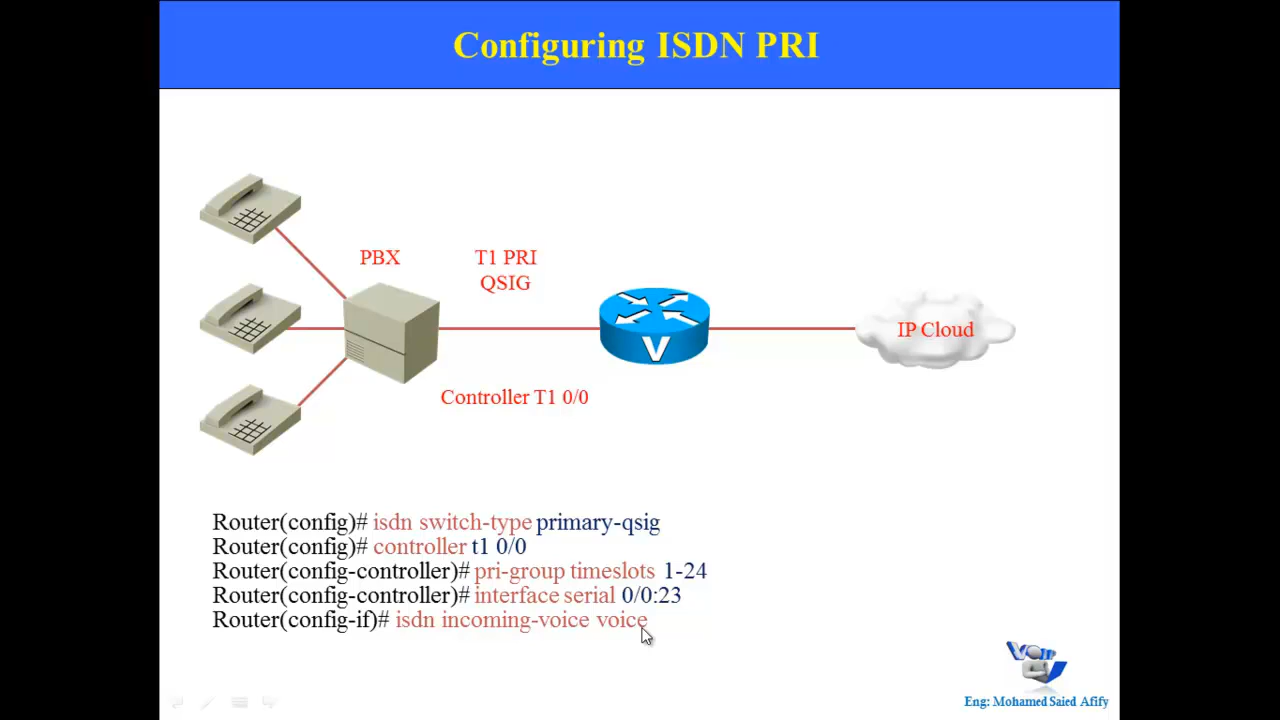 Configuring ISDN PRI
PBX
T1 PRI
QSIG
V
IP Cloud
Controller T1 0/0
Router(config)# isdn switch-type primary-qsig
Router(config)# controller t1 0/0
Router(config-controller)# pri-group timeslots 1-24
Router(config-controller)# interface serial 0/0:23
Router(config-if)# isdn incoming-voice voice
Eng: Mohamed Saied Afify